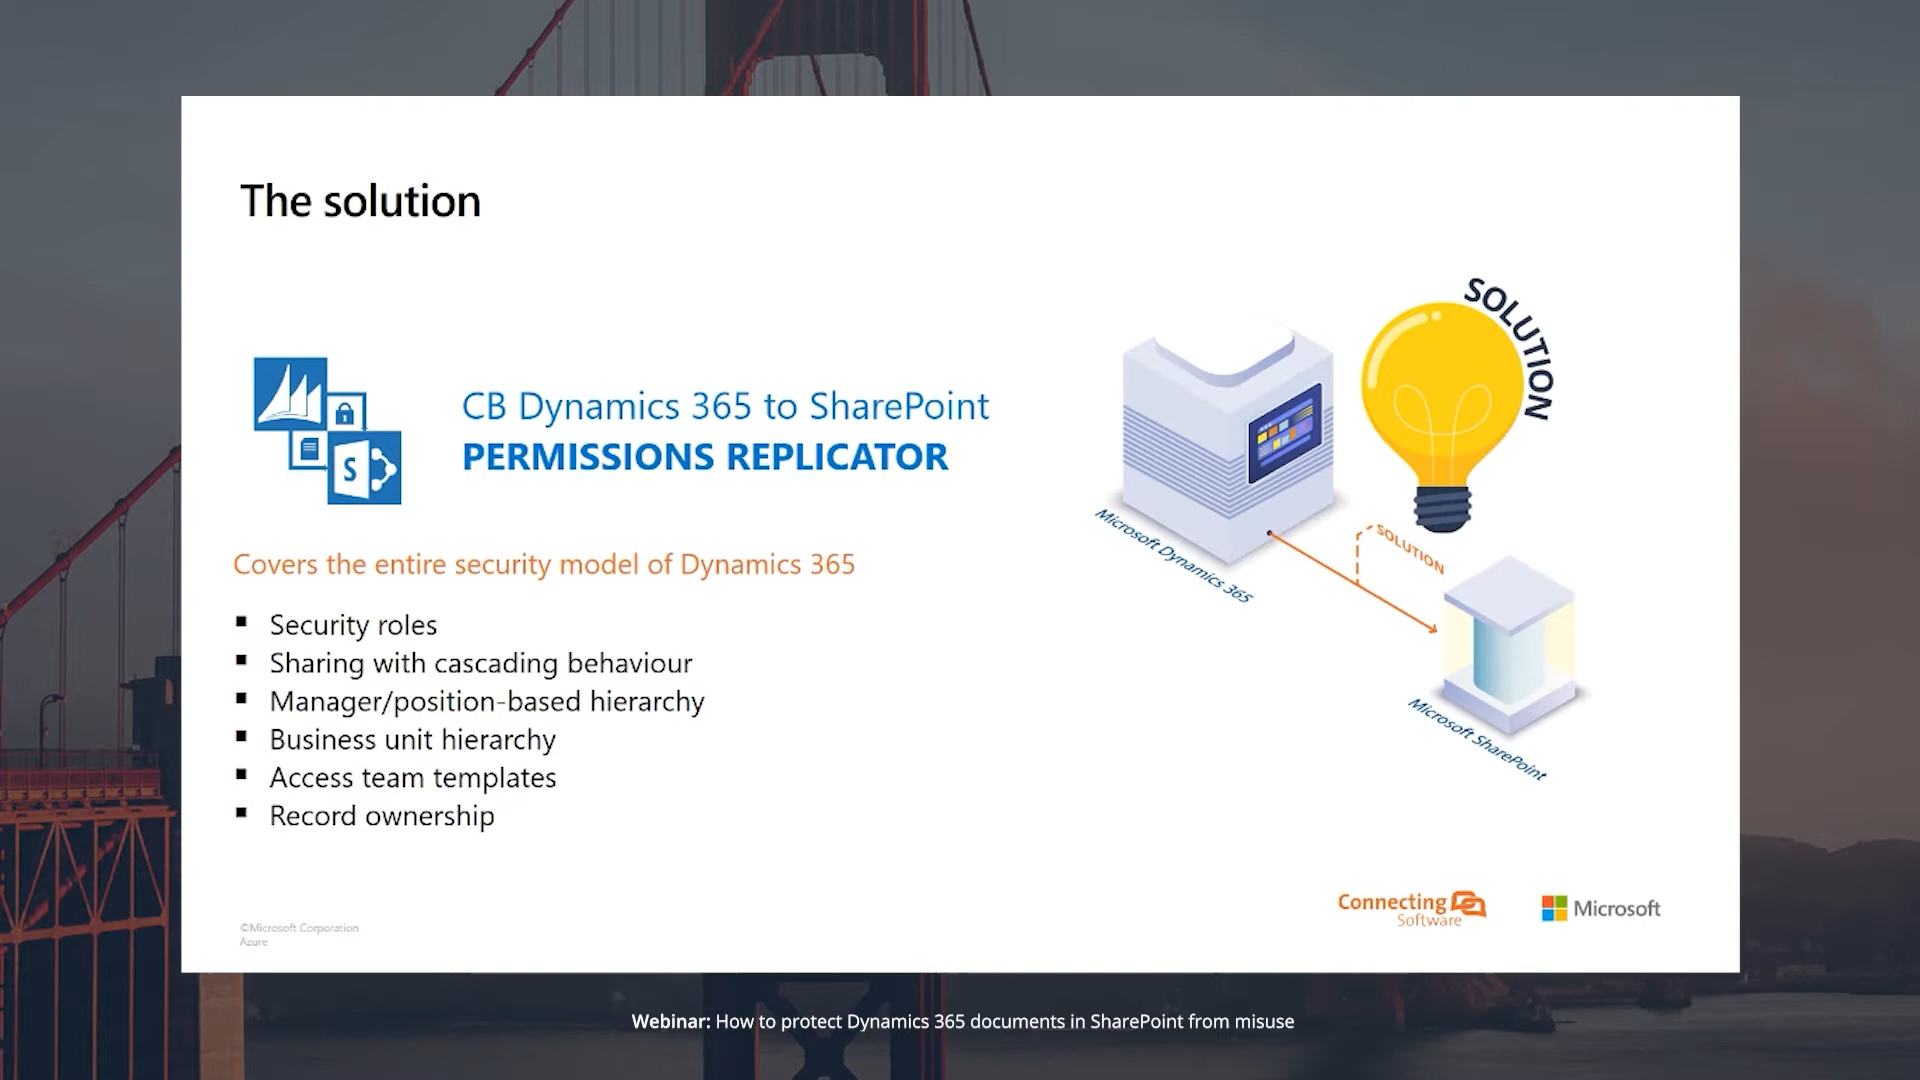 The solution
CB Dynamics 365 to SharePoint
PERMISSIONS REPLICATOR
Covers the entire security model of Dynamics 365
Security roles
Sharing with cascading behaviour
Manager/position-based hierarchy
Business unit hierarchy
Access team templates
Record ownership
SOLUTION
Microsoft Dynamics 365
SOLUTION
Microsoft SharePoint
S
©Microsoft Corporation
Azure
Connecting
Software
Microsoft
Webinar: How to protect Dynamics 365 documents in SharePoint from misuse